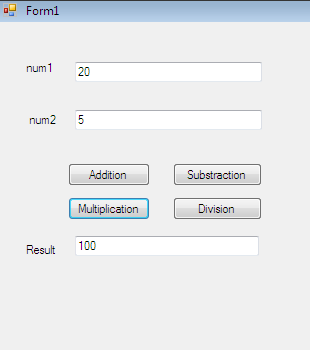 Form1
num1 20
num2 5
Addition Substraction
Multiplication Division
Result 100